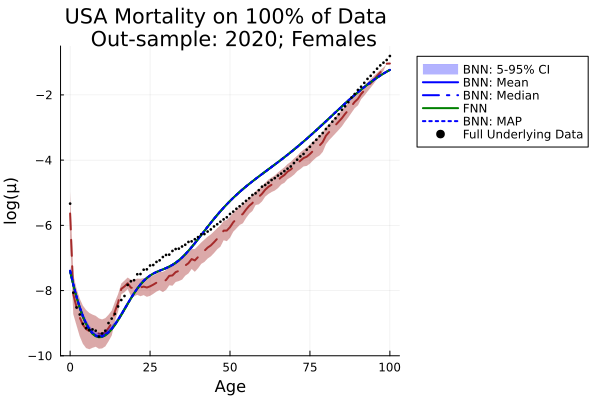 USA Mortality on 100% of Data
Out-sample: 2020; Females
BNN: 5-95% CI
BNN: Mean
BNN: Median
FNN
BNN: MAP
Full Underlying Data
log(μ)
−2
−4
−6
−8
−10
0
25
50
75
100
Age